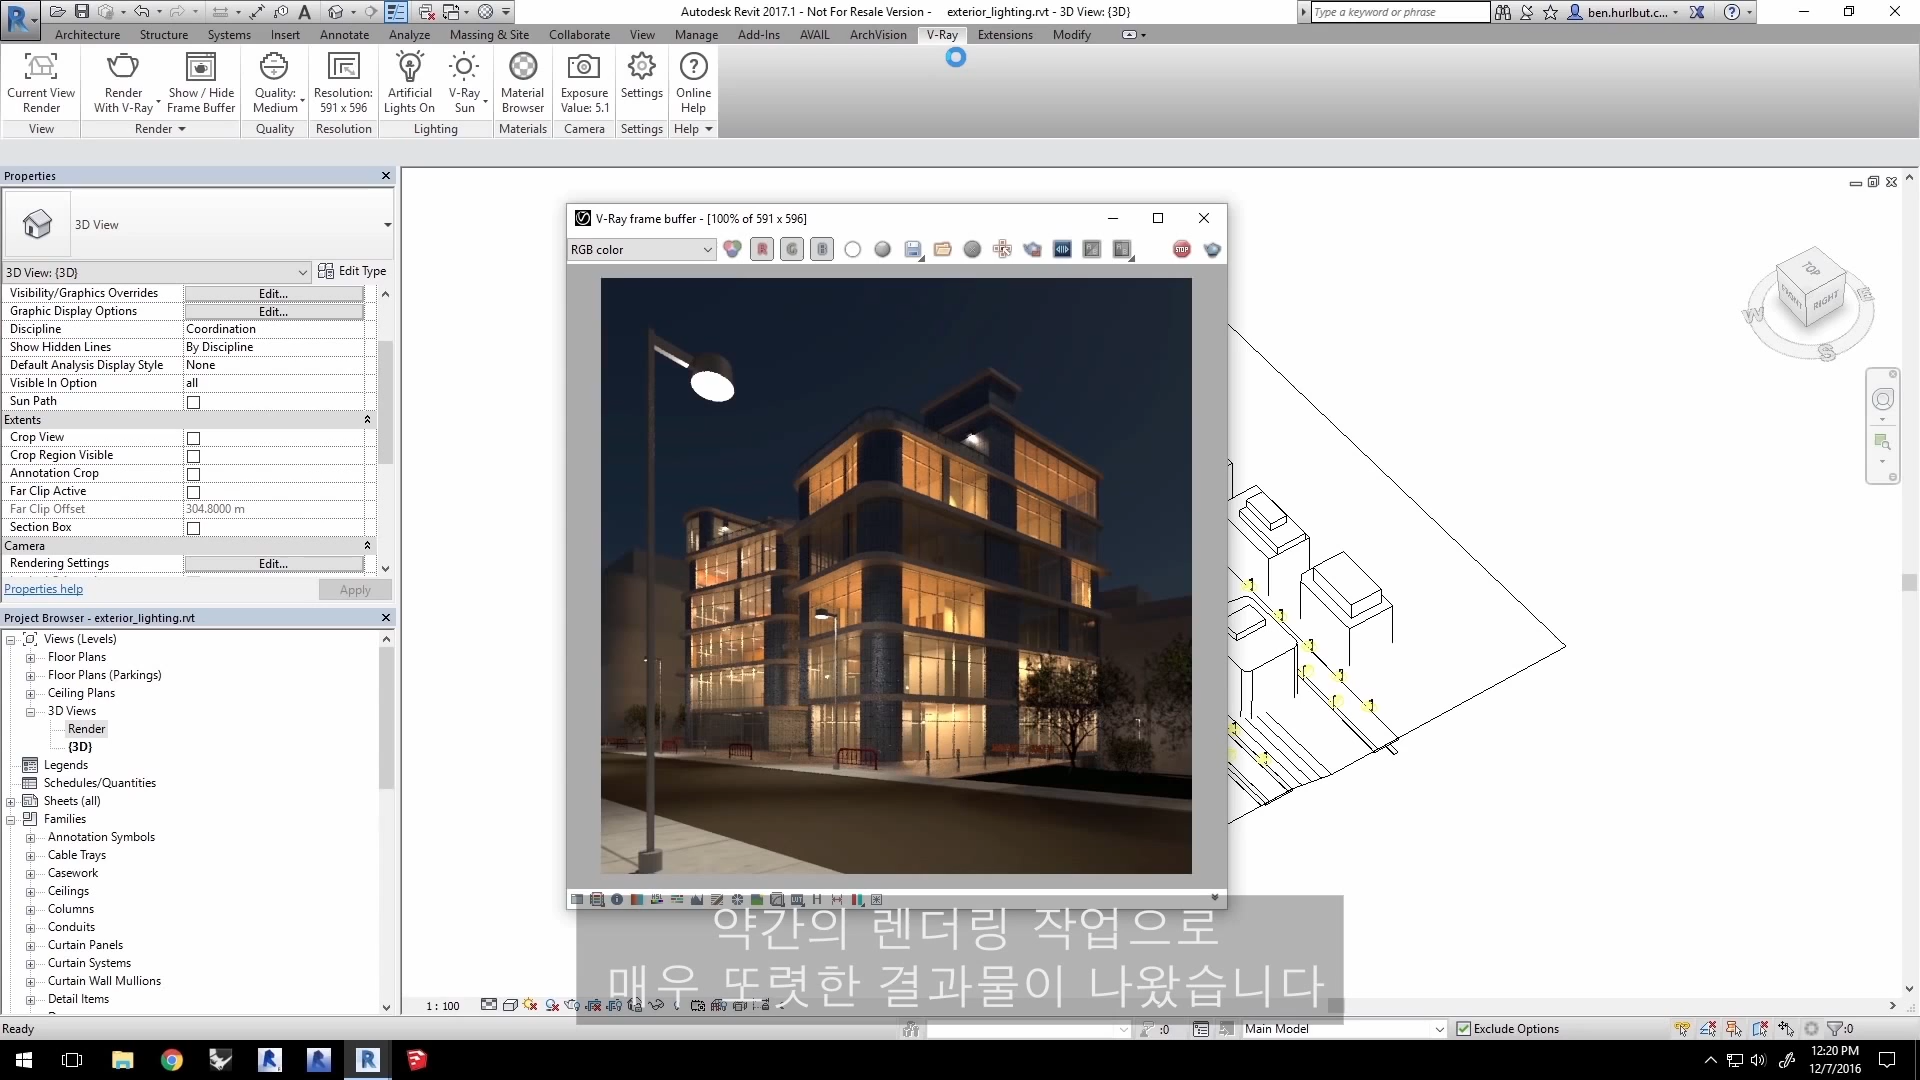 Autodesk Revit 2017.1 - Not For Resale Version - exterior_lighting.rvt - 3D View: {3D}
Type a keyword or phrase
ben.hurlbut.c...
Architecture Structure Systems Insert Annotate Analyze Massing & Site Collaborate View Manage Add-Ins AVAIL ArchVision V-Ray Extensions Modify
Current View Render
Render With V-Ray
Show / Hide Frame Buffer
Quality: Medium
Resolution: 591 x 596
Artificial Lights On
V-Ray Sun
Material Browser
Exposure Value: 5.1
Settings
Online Help
View Render Quality Resolution Lighting Materials Camera Settings Help
Properties
3D View
3D View: {3D}
Edit Type
Visibility/Graphics Overrides Edit...
Graphic Display Options Edit...
Discipline Coordination
Show Hidden Lines By Discipline
Default Analysis Display Style None
Visible In Option all
Sun Path
Extents
Crop View
Crop Region Visible
Annotation Crop
Far Clip Active
Far Clip Offset 304.8000 m
Section Box
Camera
Rendering Settings Edit...
Properties help
Apply
Project Browser - exterior_lighting.rvt
Views (Levels)
Floor Plans
Floor Plans (Parkings)
Ceiling Plans
3D Views
Render
{3D}
Legends
Schedules/Quantities
Sheets (all)
Families
Annotation Symbols
Cable Trays
Casework
Ceilings
Columns
Conduits
Curtain Panels
Curtain Systems
Curtain Wall Mullions
Detail Items
V-Ray frame buffer - [100% of 591 x 596]
RGB color
R G B
STOP
TOP
FRONT
RIGHT
W
S
E
약간의 렌더링 작업으로
매우 또렷한 결과물이 나왔습니다
1 : 100
Ready
:0
Main Model
Exclude Options
:0
12:20 PM
12/7/2016